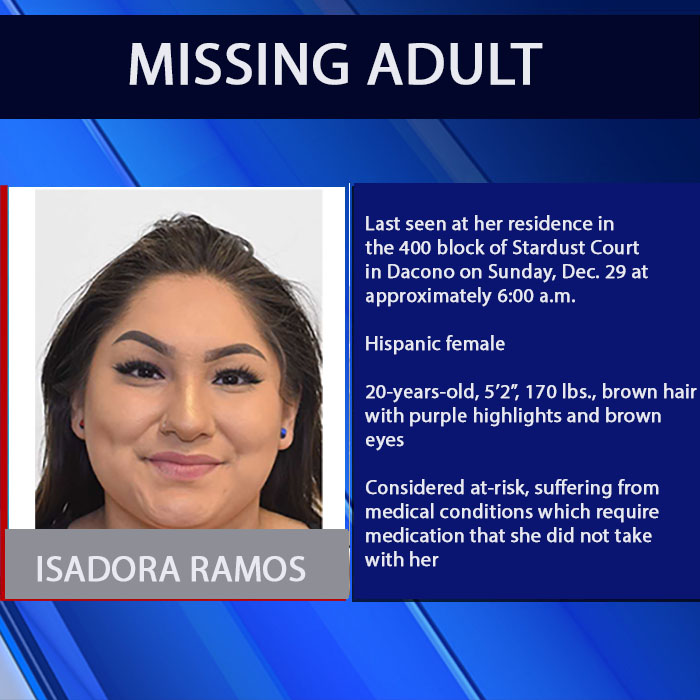 MISSING ADULT
Last seen at her residence in
the 400 block of Stardust Court
in Dacono on Sunday, Dec. 29 at
approximately 6:00 a.m.
Hispanic female
20-years-old, 5’2”, 170 lbs., brown hair
with purple highlights and brown
eyes
Considered at-risk, suffering from
medical conditions which require
medication that she did not take
with her
ISADORA RAMOS